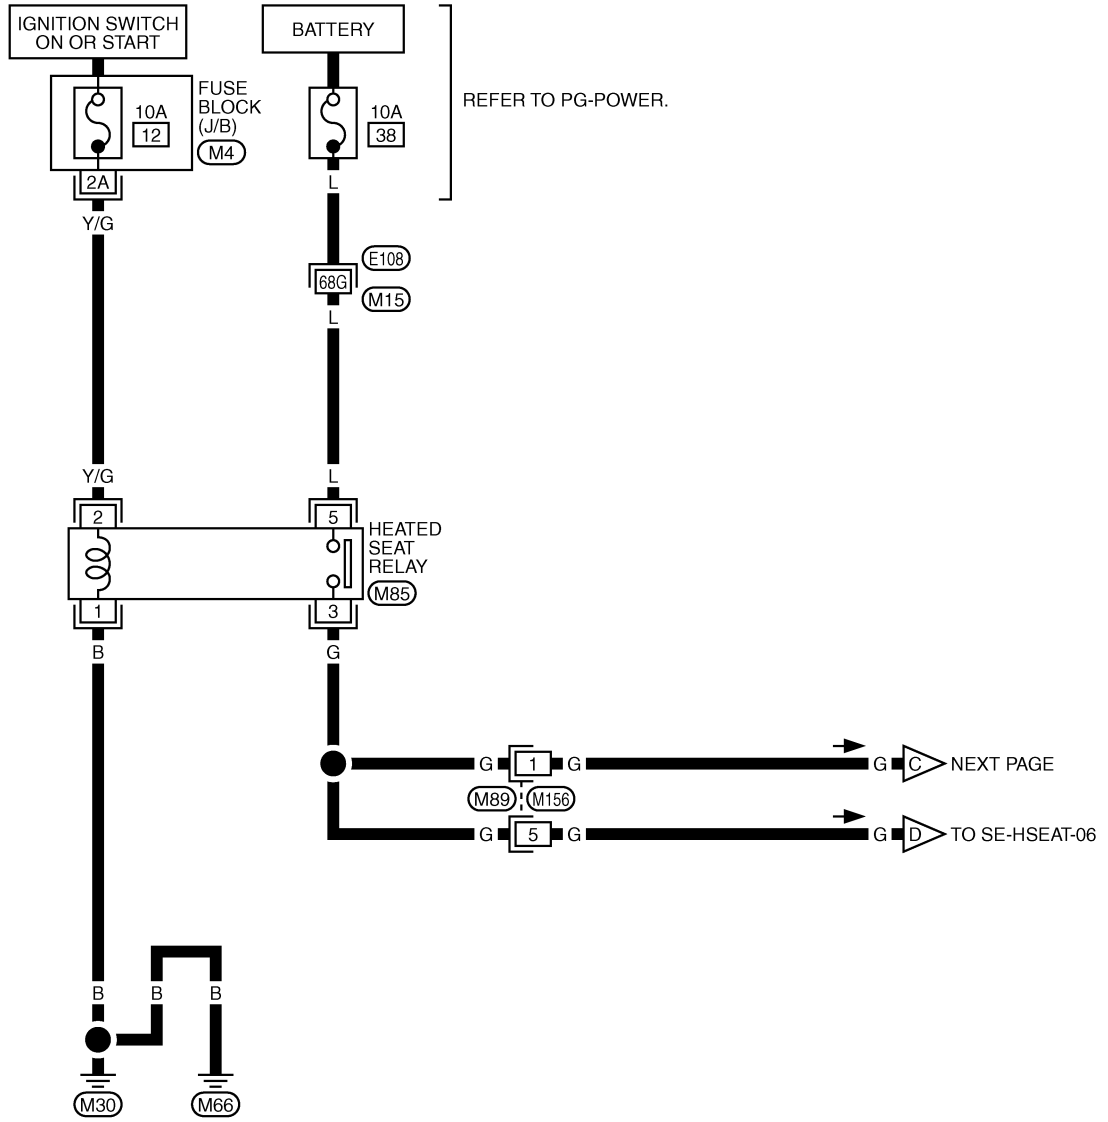 IGNITION SWITCH
ON OR START
BATTERY
REFER TO PG-POWER.
FUSE
BLOCK
(J/B)
M4
10A
12
10A
38
2A
L
Y/G
E108
68G
M15
L
Y/G
L
2
5
HEATED
SEAT
RELAY
M85
1
3
B
G
G
1
G
G
C
NEXT PAGE
M89
M156
G
5
G
G
D
TO SE-HSEAT-06
B
B
B
M30
M66